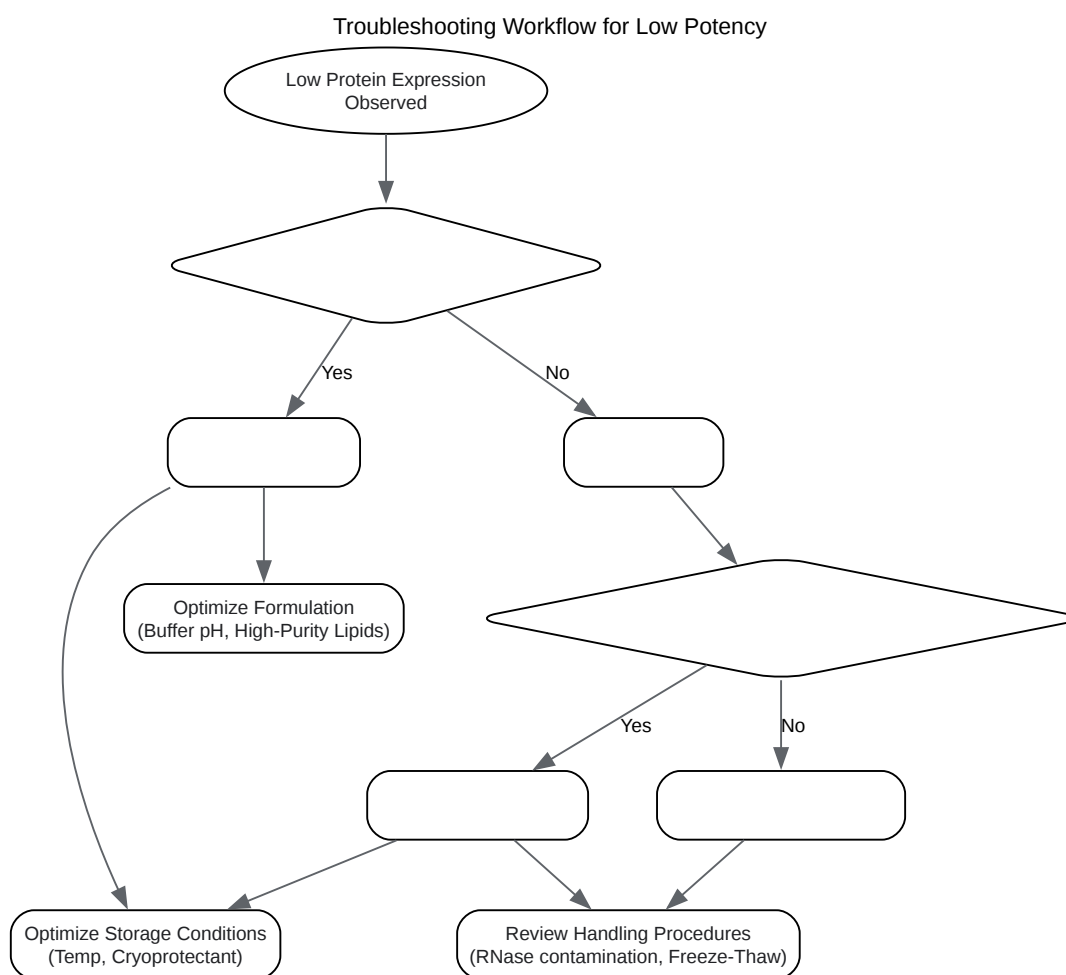 Troubleshooting Workflow for Low Potency
Low Protein Expression
Observed
Yes
No
Optimize Formulation
(Buffer pH, High-Purity Lipids)
Yes
No
Optimize Storage Conditions
(Temp, Cryoprotectant)
Review Handling Procedures
(RNase contamination, Freeze-Thaw)